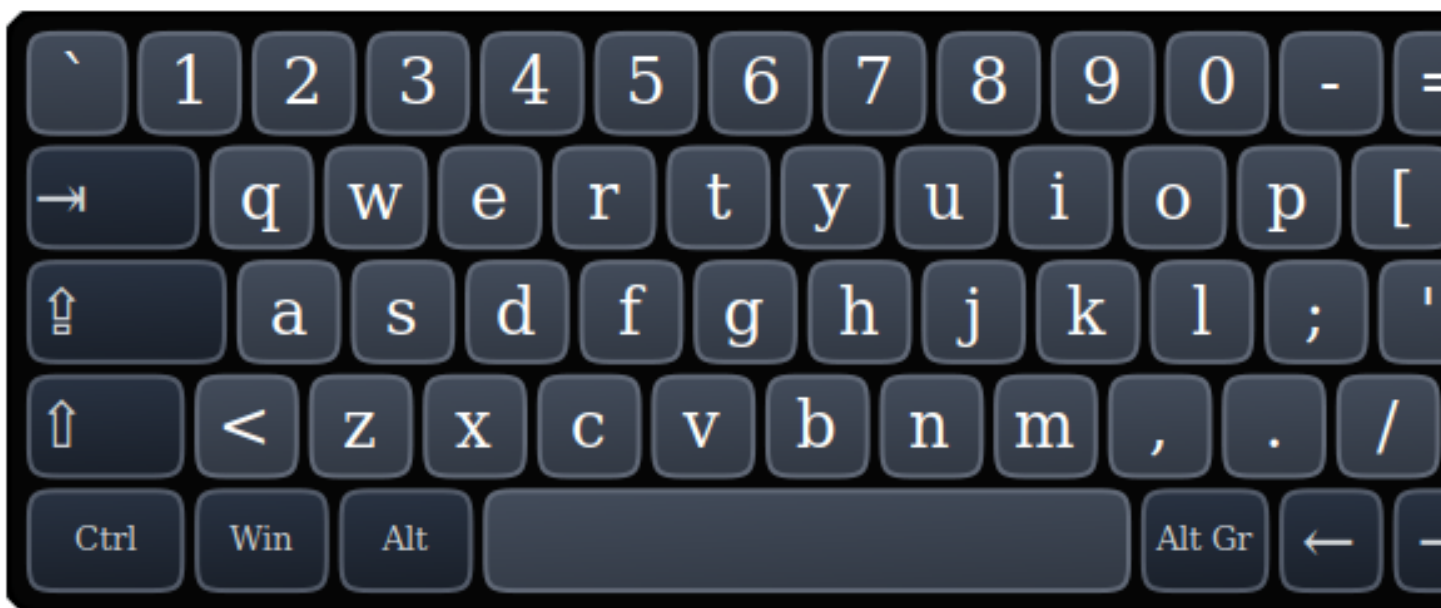 ` 1 2 3 4 5 6 7 8 9 0 - =
⇥ q w e r t y u i o p [
⇪ a s d f g h j k l ; '
⇧ < z x c v b n m , . /
Ctrl Win Alt Alt Gr ←